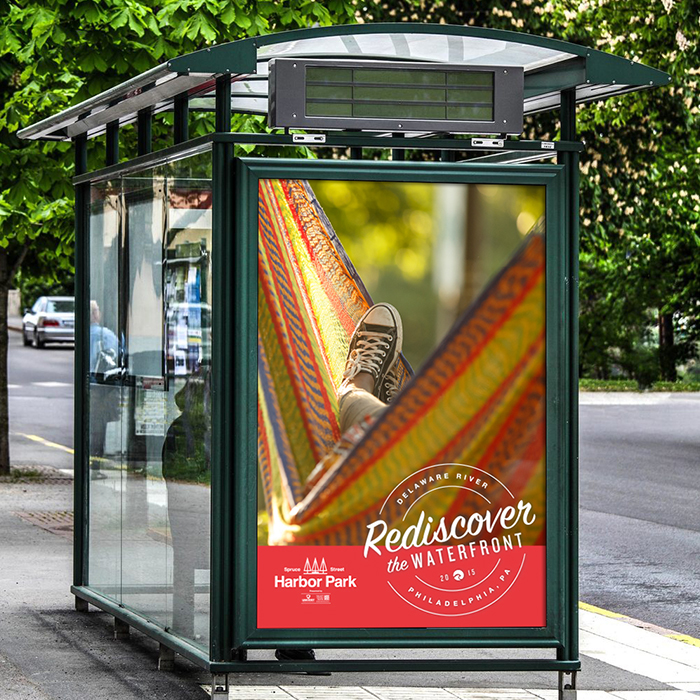 DELAWARE RIVER
Rediscover
the WATERFRONT
20 15
PHILADELPHIA, PA
Spruce Street
Harbor Park